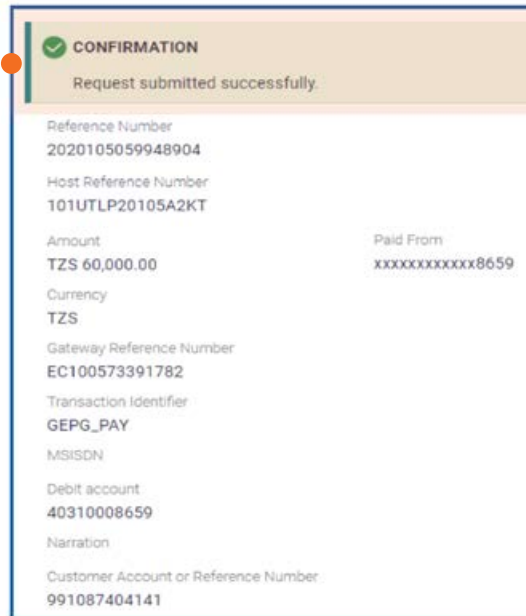 CONFIRMATION
Request submitted successfully.
Reference Number
2020105059948904
Host Reference Number
101UTLP20105A2KT
Amount
TZS 60,000.00
Paid From
xxxxxxxxxxxx8659
Currency
TZS
Gateway Reference Number
EC100573391782
Transaction Identifier
GEPG_PAY
MSISDN
Debit account
40310008659
Narration
Customer Account or Reference Number
991087404141